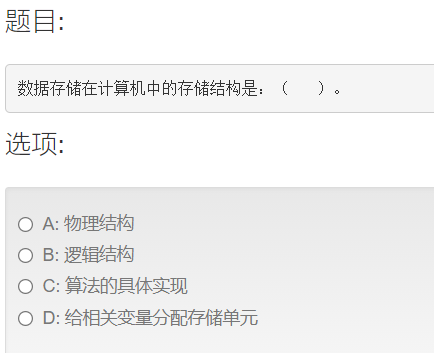 题目:
数据存储在计算机中的存储结构是：（　　）。
选项:
A: 物理结构
B: 逻辑结构
C: 算法的具体实现
D: 给相关变量分配存储单元